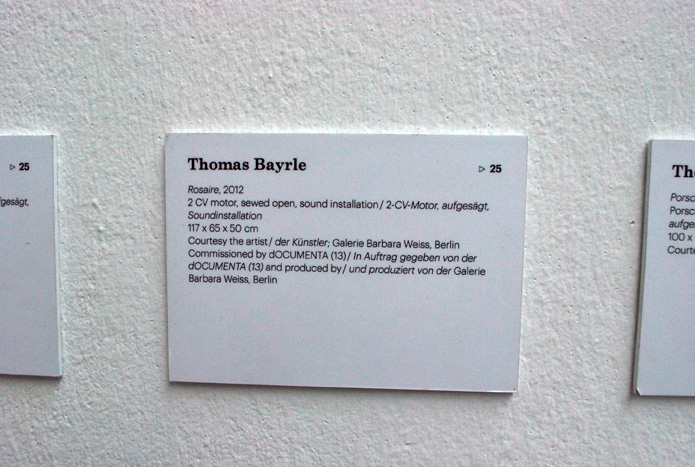 ▷ 25
Thomas Bayrle
▷ 25
Rosaire, 2012
2 CV motor, sewed open, sound installation / 2-CV-Motor, aufgesägt,
Soundinstallation
117 x 65 x 50 cm
Courtesy the artist / der Künstler; Galerie Barbara Weiss, Berlin
Commissioned by dOCUMENTA (13) / In Auftrag gegeben von der
dOCUMENTA (13) and produced by / und produziert von der Galerie
Barbara Weiss, Berlin
Th
Porsc
Porsc
aufge
100 x
Courte